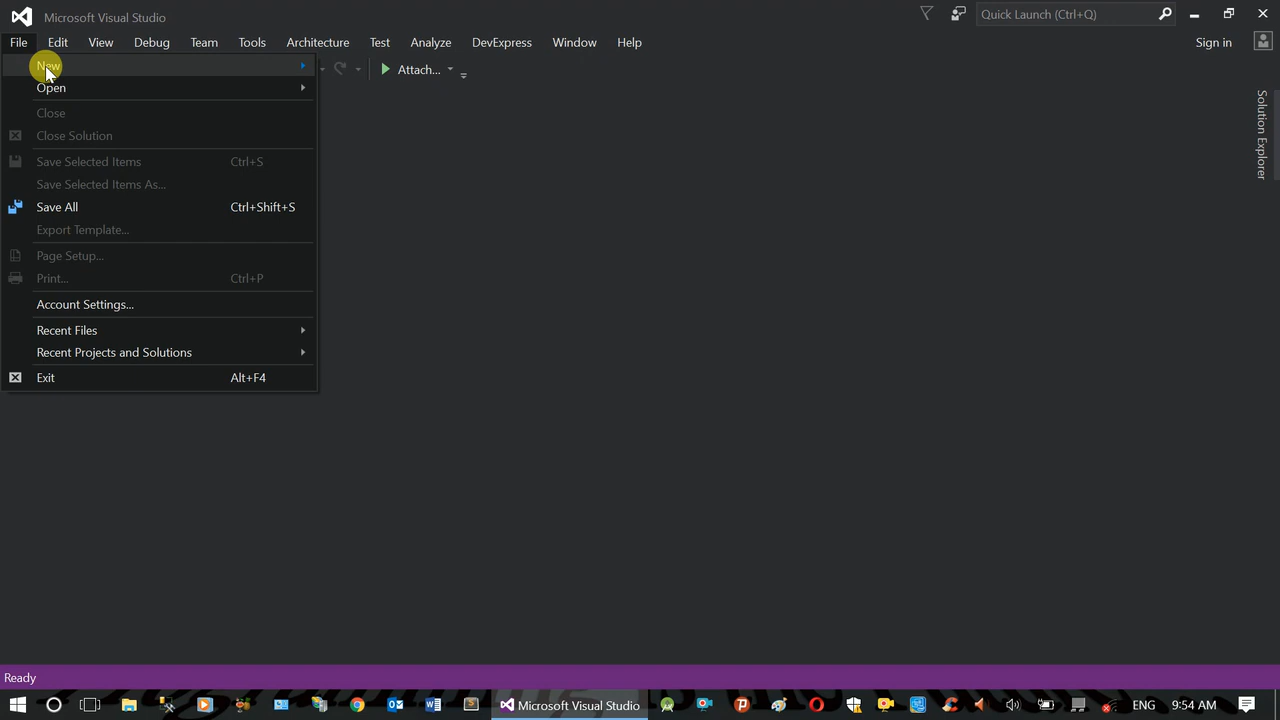 Microsoft Visual Studio
Quick Launch (Ctrl+Q)
File Edit View Debug Team Tools Architecture Test Analyze DevExpress Window Help Sign in
New
Attach...
Open
Close
Close Solution
Save Selected Items Ctrl+S
Save Selected Items As...
Save All Ctrl+Shift+S
Export Template...
Page Setup...
Print... Ctrl+P
Account Settings...
Recent Files
Recent Projects and Solutions
Exit Alt+F4
Solution Explorer
Ready
Microsoft Visual Studio
ENG 9:54 AM